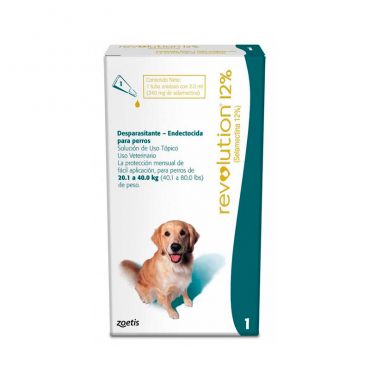 1
Contenido Neto:
1 tubo unidosis con 2.0 ml
(240 mg de selamectina)
Desparasitante – Endectocida
para perros
Solución de Uso Tópico
Uso Veterinario
La protección mensual de
fácil aplicación, para perros de
20.1 a 40.0 kg (40.1 a 80.0 lbs)
de peso.
revolution 12%
(Selamectina 12%)
zoetis
1